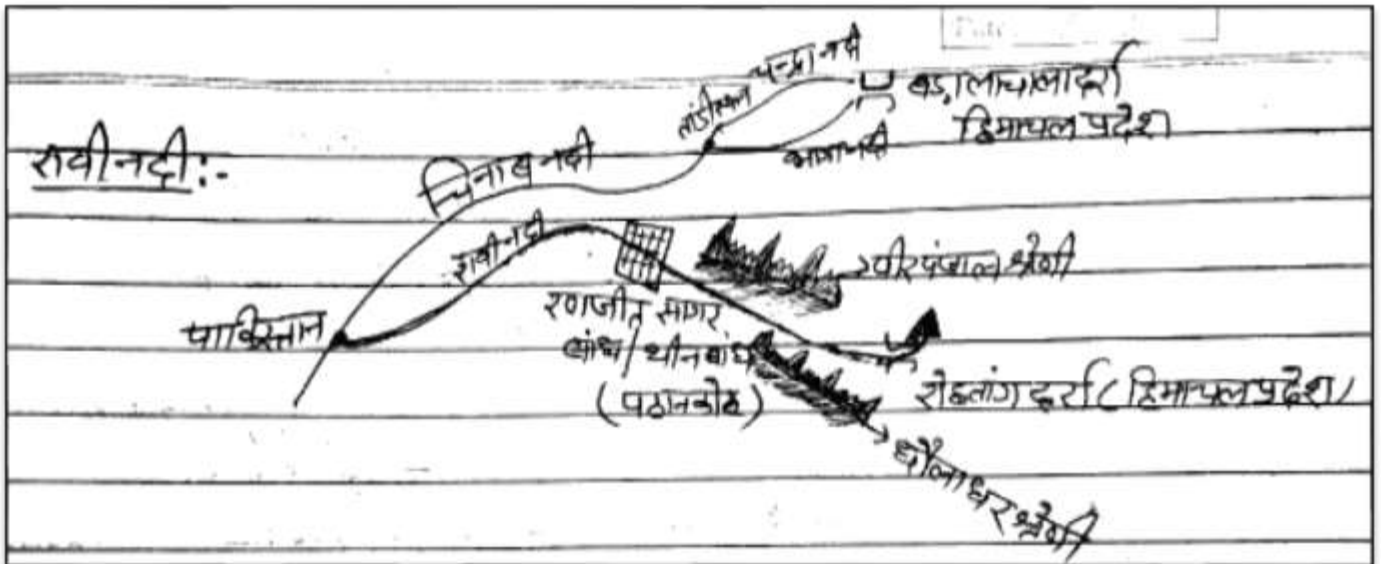 चन्द्रा नदी
तांडी स्थान
बड़ालाचाला दर्रा
हिमाचल प्रदेश
रावी नदी:-
चिनाब नदी
भागा नदी
रावी नदी
पीरपंजाल श्रेणी
रणजीत सागर
बांध/थीन बांध
(पठानकोट)
पाकिस्तान
रोहतांग दर्रा (हिमाचल प्रदेश)
धौलाधर श्रेणी